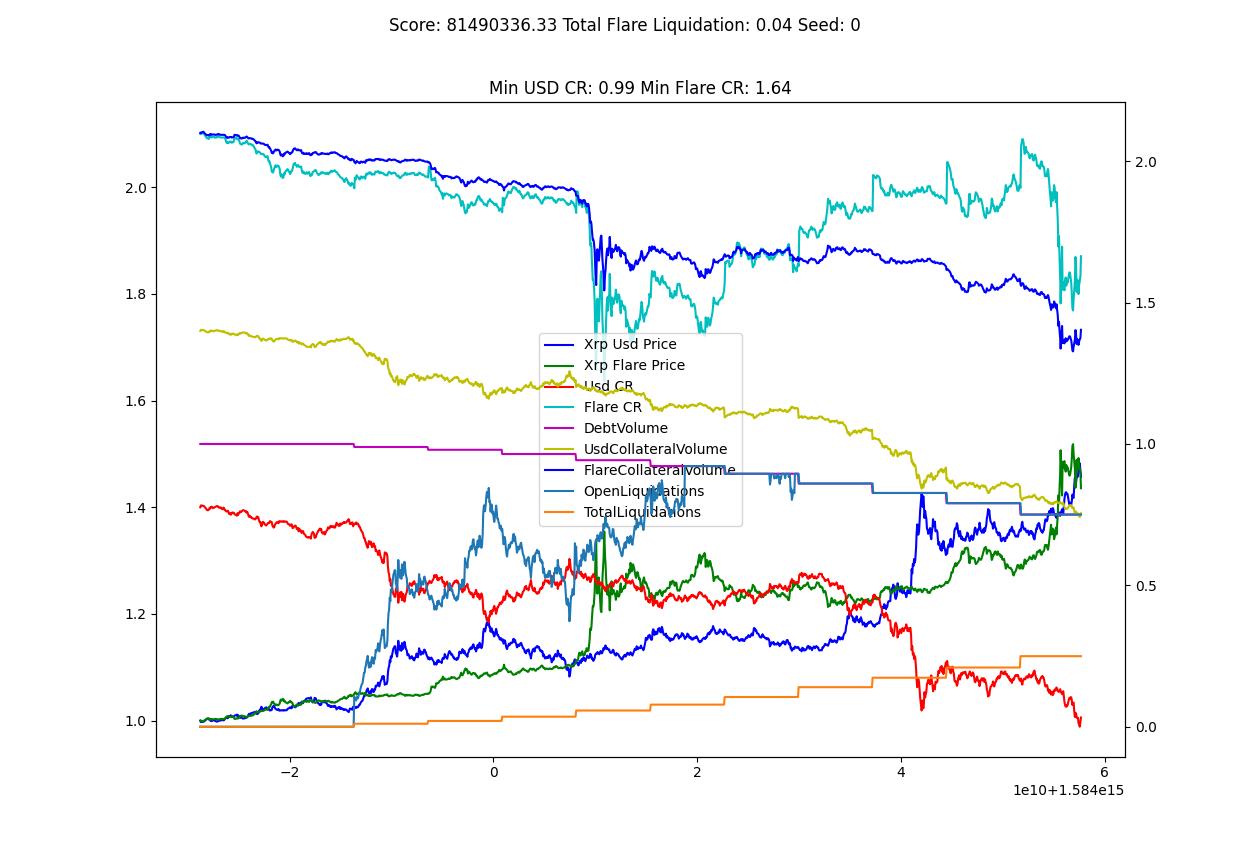 Score: 81490336.33 Total Flare Liquidation: 0.04 Seed: 0
Min USD CR: 0.99 Min Flare CR: 1.64
2.0
1.8
1.6
1.4
1.2
1.0
2.0
1.5
1.0
0.5
0.0
Xrp Usd Price
Xrp Flare Price
Usd CR
Flare CR
DebtVolume
UsdCollateralVolume
FlareCollateralVolume
OpenLiquidations
TotalLiquidations
−2 0 2 4 6
1e10+1.584e15